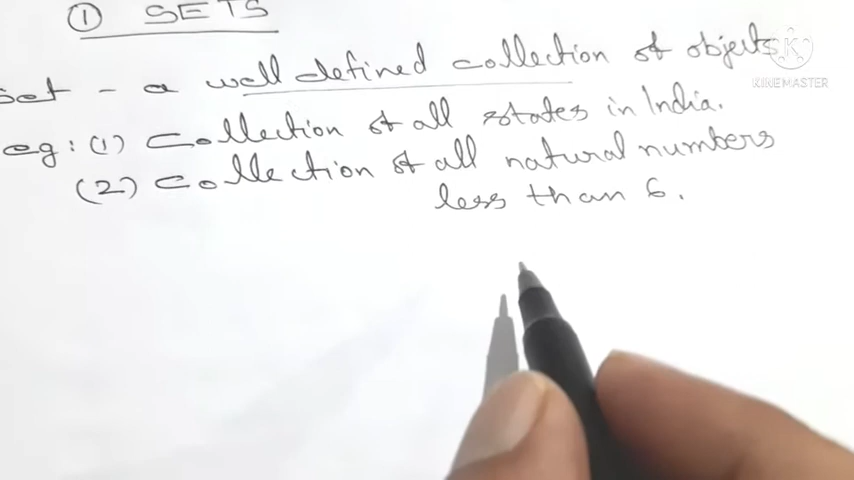 ① SETS
Set - a well defined collection of objects
eg: (1) Collection of all states in India.
(2) Collection of all natural numbers
less than 6.
KINEMASTER